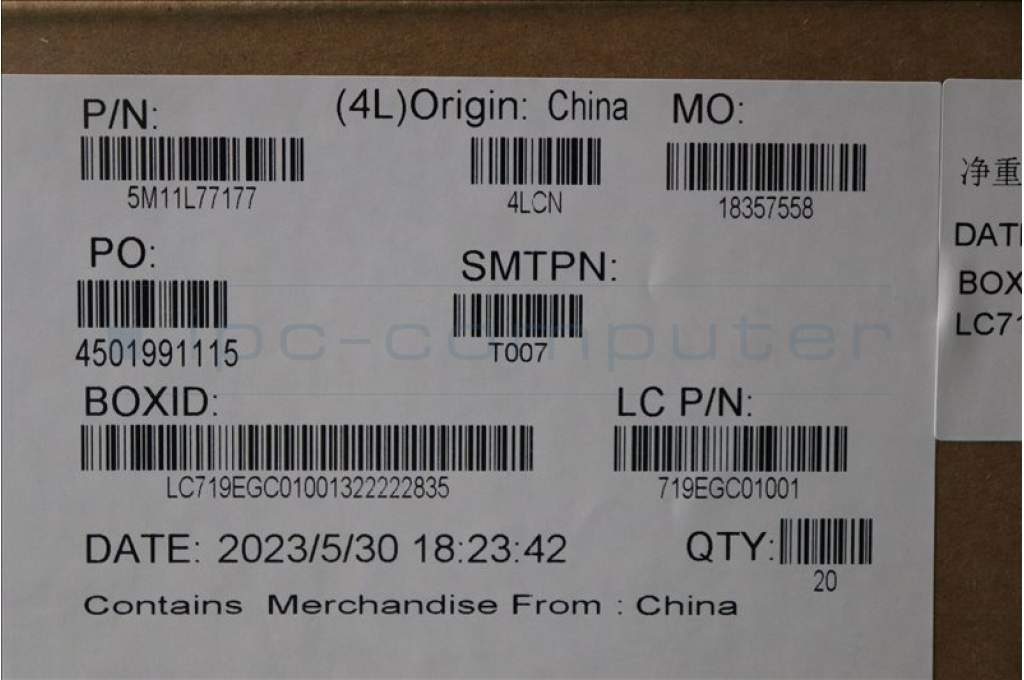 P/N: (4L)Origin: China MO:
5M11L77177 4LCN 18357558
PO: SMTPN:
4501991115 T007
BOXID: LC P/N:
LC719EGC01001322222835 719EGC01001
DATE: 2023/5/30 18:23:42 QTY:
20
Contains Merchandise From : China
净重
DATE
BOX
LC71
ipc-computer